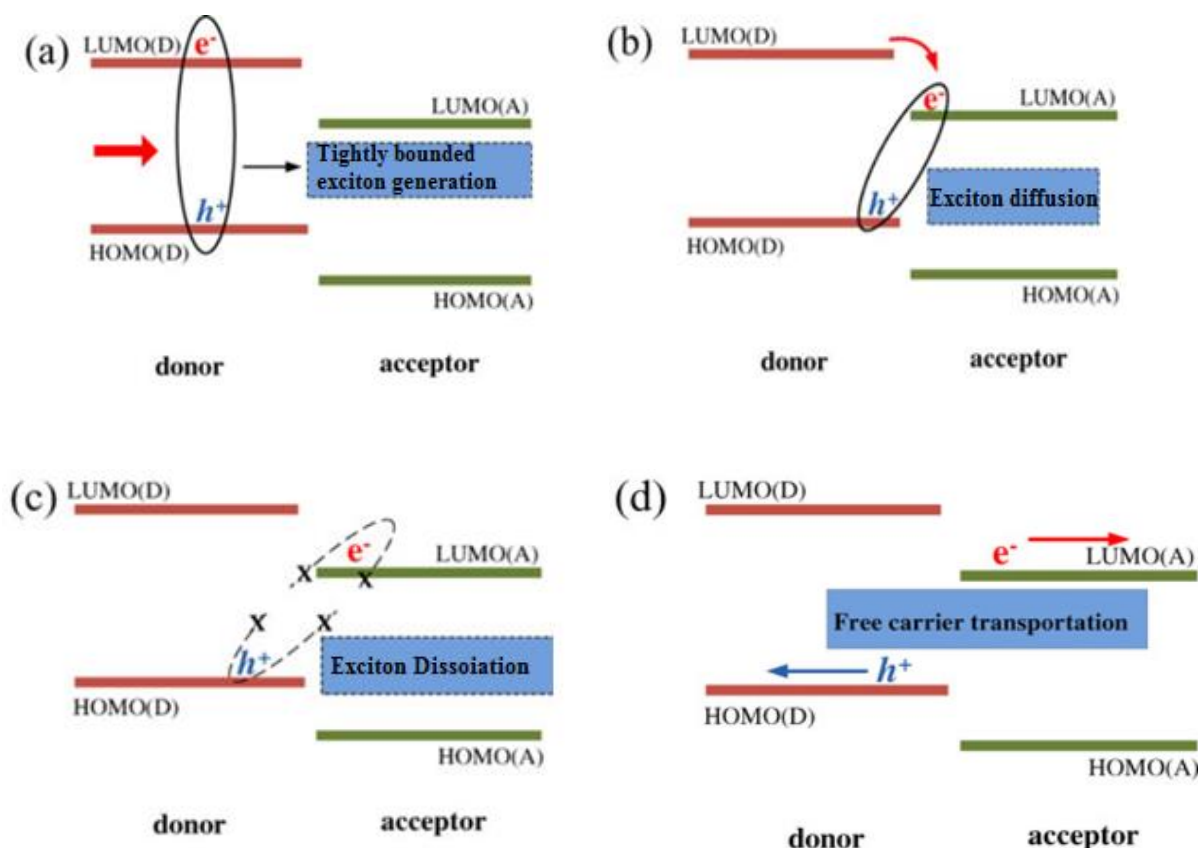 (a)
LUMO(D)
e-
LUMO(A)
Tightly bounded
exciton generation
h+
HOMO(D)
HOMO(A)
donor
acceptor
(b)
LUMO(D)
e-
LUMO(A)
Exciton diffusion
h+
HOMO(D)
HOMO(A)
donor
acceptor
(c)
LUMO(D)
e-
LUMO(A)
x
x
x
x
h+
Exciton Dissoiation
HOMO(D)
HOMO(A)
donor
acceptor
(d)
LUMO(D)
e-
LUMO(A)
Free carrier transportation
h+
HOMO(D)
HOMO(A)
donor
acceptor